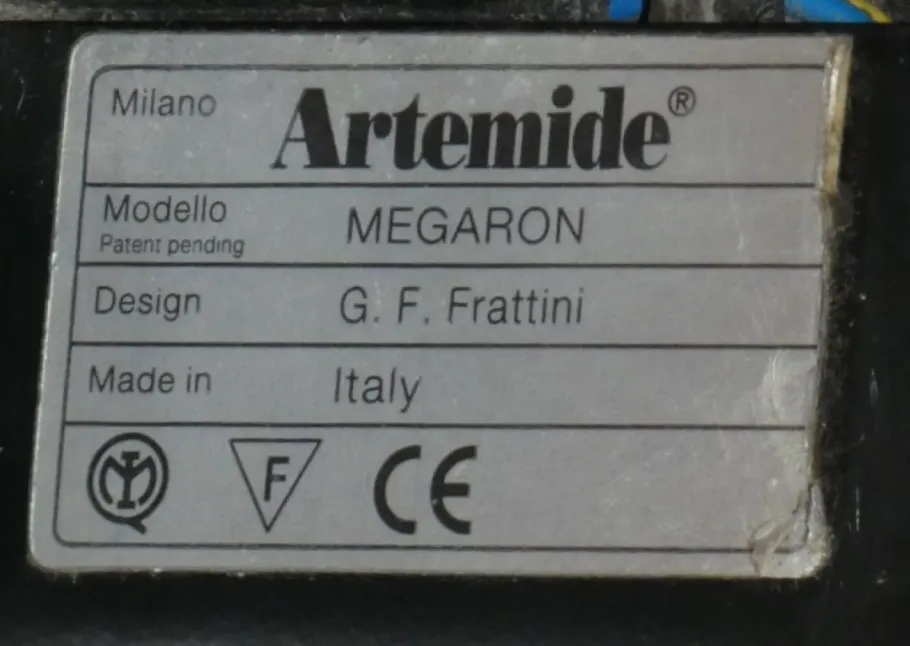 Milano Artemide®
Modello MEGARON
Patent pending
Design G. F. Frattini
Made in Italy
F CE